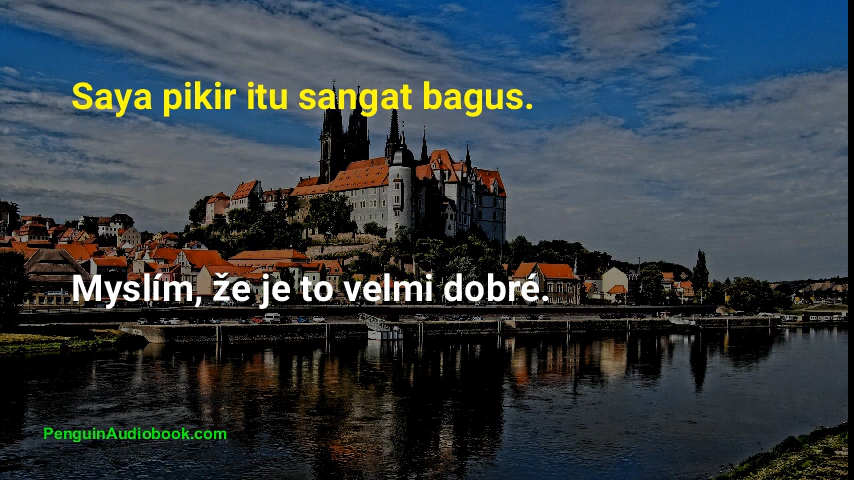 Saya pikir itu sangat bagus.
Myslím, že je to velmi dobré.
PenguinAudiobook.com